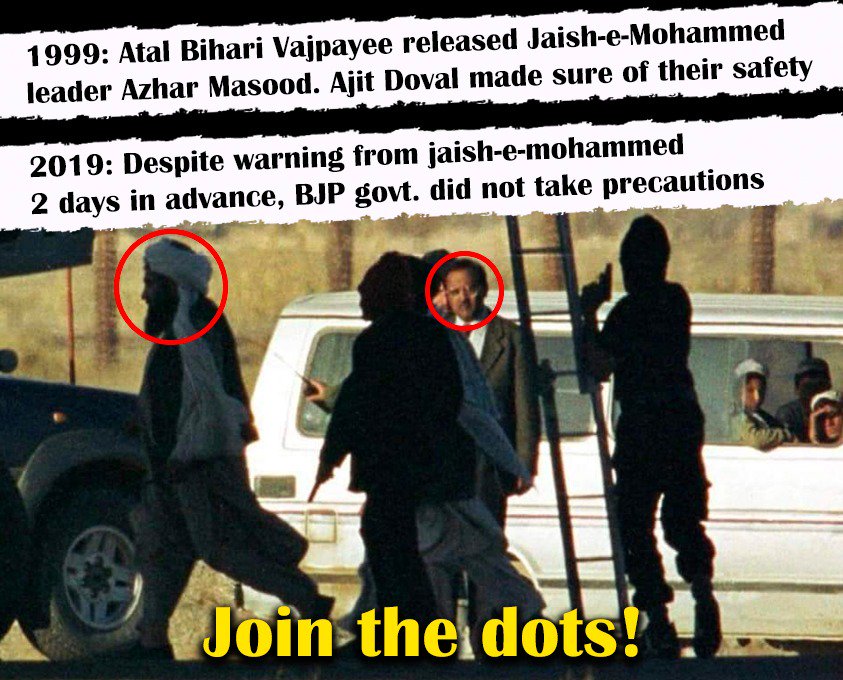 1999: Atal Bihari Vajpayee released Jaish-e-Mohammed
leader Azhar Masood. Ajit Doval made sure of their safety
2019: Despite warning from jaish-e-mohammed
2 days in advance, BJP govt. did not take precautions
Join the dots!